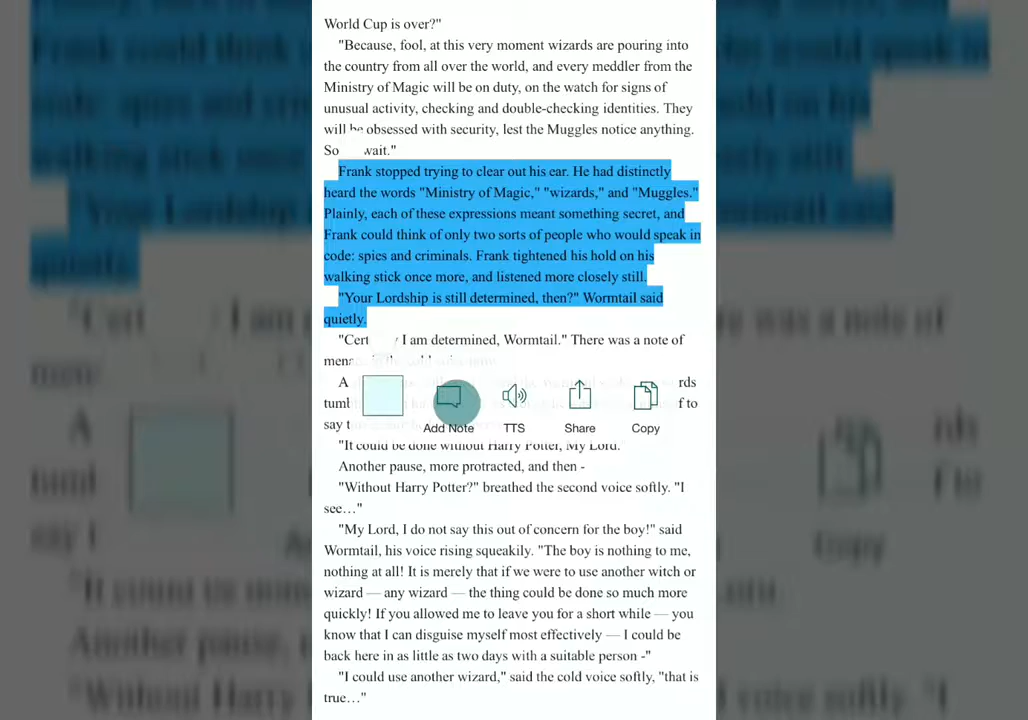 World Cup is over?"
"Because, fool, at this very moment wizards are pouring into
the country from all over the world, and every meddler from the
Ministry of Magic will be on duty, on the watch for signs of
unusual activity, checking and double-checking identities. They
will be obsessed with security, lest the Muggles notice anything.
So wait."
Frank stopped trying to clear out his ear. He had distinctly
heard the words "Ministry of Magic," "wizards," and "Muggles."
Plainly, each of these expressions meant something secret, and
Frank could think of only two sorts of people who would speak in
code: spies and criminals. Frank tightened his hold on his
walking stick once more, and listened more closely still.
"Your Lordship is still determined, then?" Wormtail said
quietly.
I am determined, Wormtail." There was a note of
A
say
Add Note
TTS
Share
Copy
f to
"It could be done without Harry Potter, My Lord."
Another pause, more protracted, and then -
"Without Harry Potter?" breathed the second voice softly. "I
see…"
"My Lord, I do not say this out of concern for the boy!" said
Wormtail, his voice rising squeakily. "The boy is nothing to me,
nothing at all! It is merely that if we were to use another witch or
wizard — any wizard — the thing could be done so much more
quickly! If you allowed me to leave you for a short while — you
know that I can disguise myself most effectively — I could be
back here in as little as two days with a suitable person -"
"I could use another wizard," said the cold voice softly, "that is
true…"